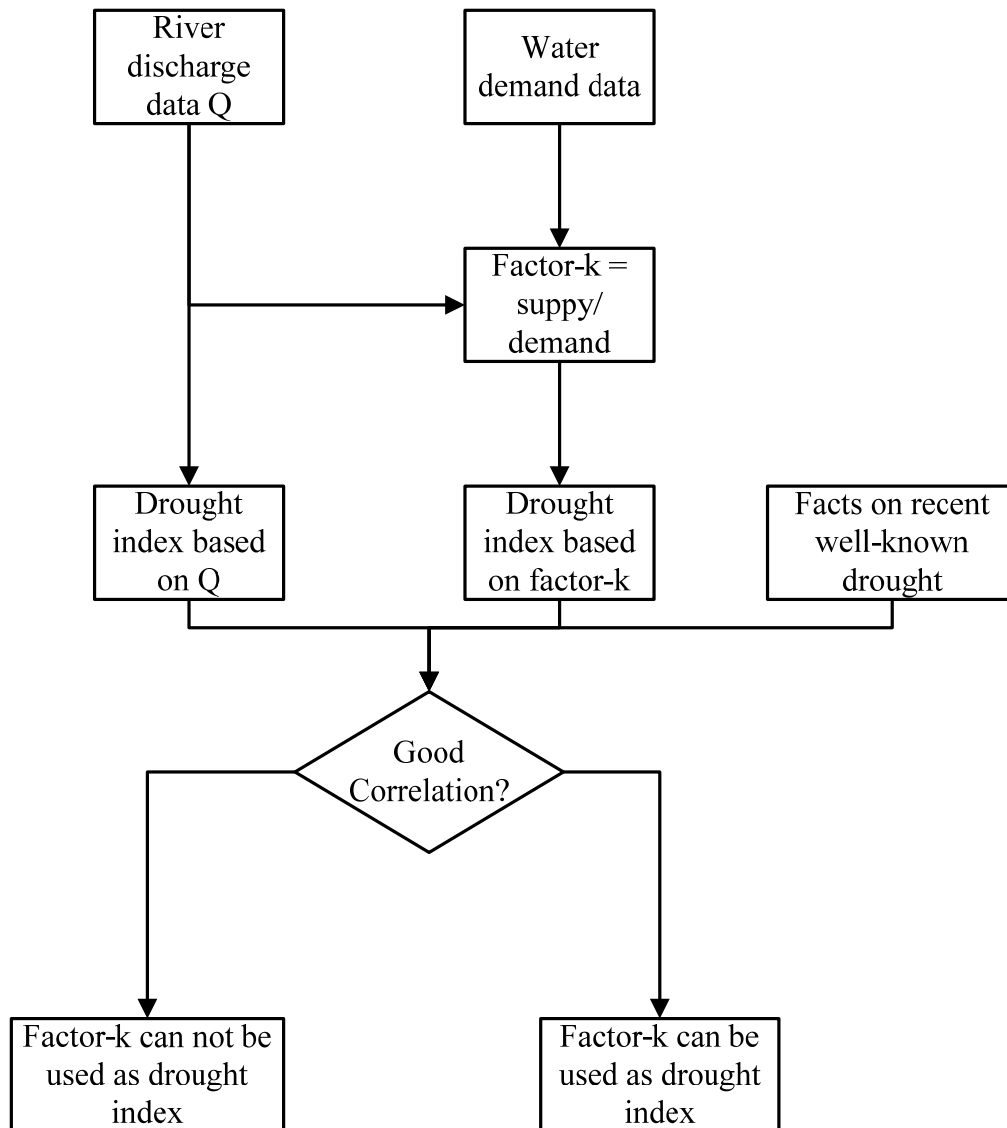 River
discharge
data Q
Water
demand data
Factor-k =
suppy/
demand
Drought
index based
on Q
Drought
index based
on factor-k
Facts on recent
well-known
drought
Good
Correlation?
Factor-k can not be
used as drought
index
Factor-k can be
used as drought
index